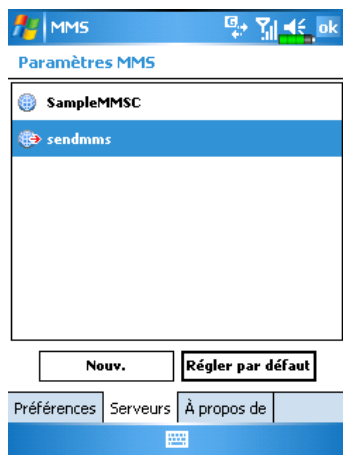 MMS G ok
Paramètres MMS
SampleMMSC
sendmms
Nouv. Régler par défaut
Préférences Serveurs À propos de